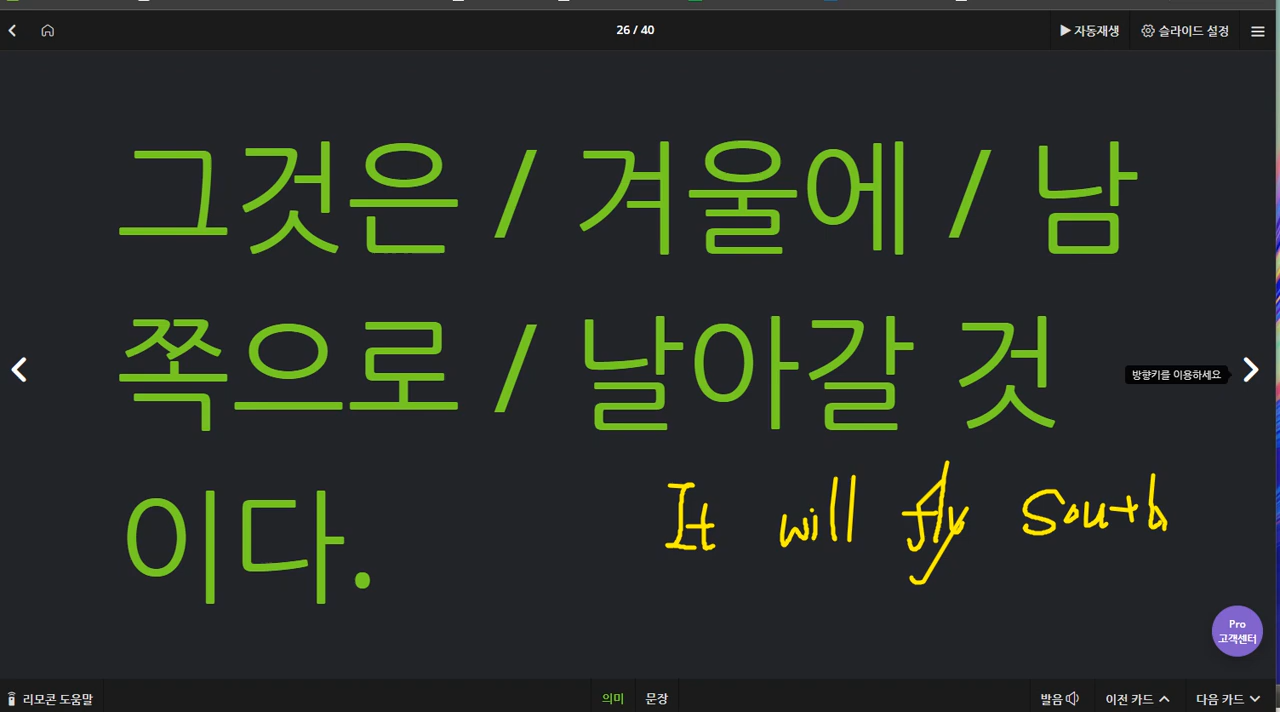 26 / 40
자동재생
슬라이드 설정
그것은 / 겨울에 / 남
쪽으로 / 날아갈 것
이다.
방향키를 이용하세요
It will fly South
Pro
고객센터
리모콘 도움말
의미
문장
발음
이전 카드
다음 카드